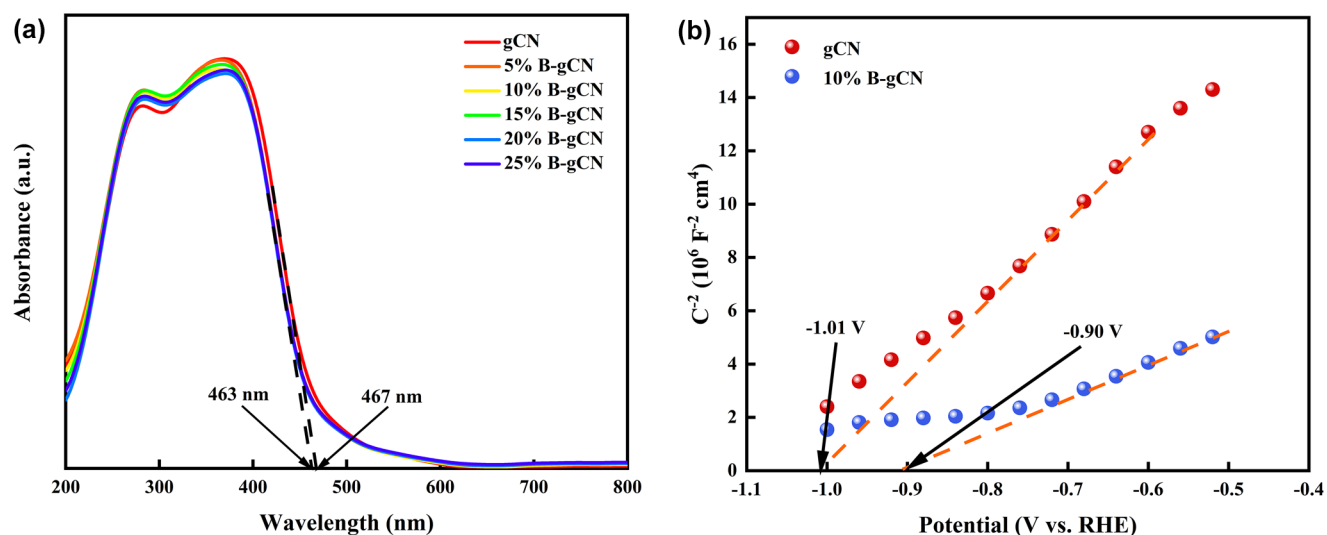 (a)
gCN
5% B-gCN
10% B-gCN
15% B-gCN
20% B-gCN
25% B-gCN
463 nm
467 nm
Absorbance (a.u.)
200 300 400 500 600 700 800
Wavelength (nm)
(b)
gCN
10% B-gCN
16
14
12
10
8
6
4
2
0
-1.01 V
-0.90 V
C⁻² (10⁶ F⁻² cm⁴)
-1.1 -1.0 -0.9 -0.8 -0.7 -0.6 -0.5 -0.4
Potential (V vs. RHE)